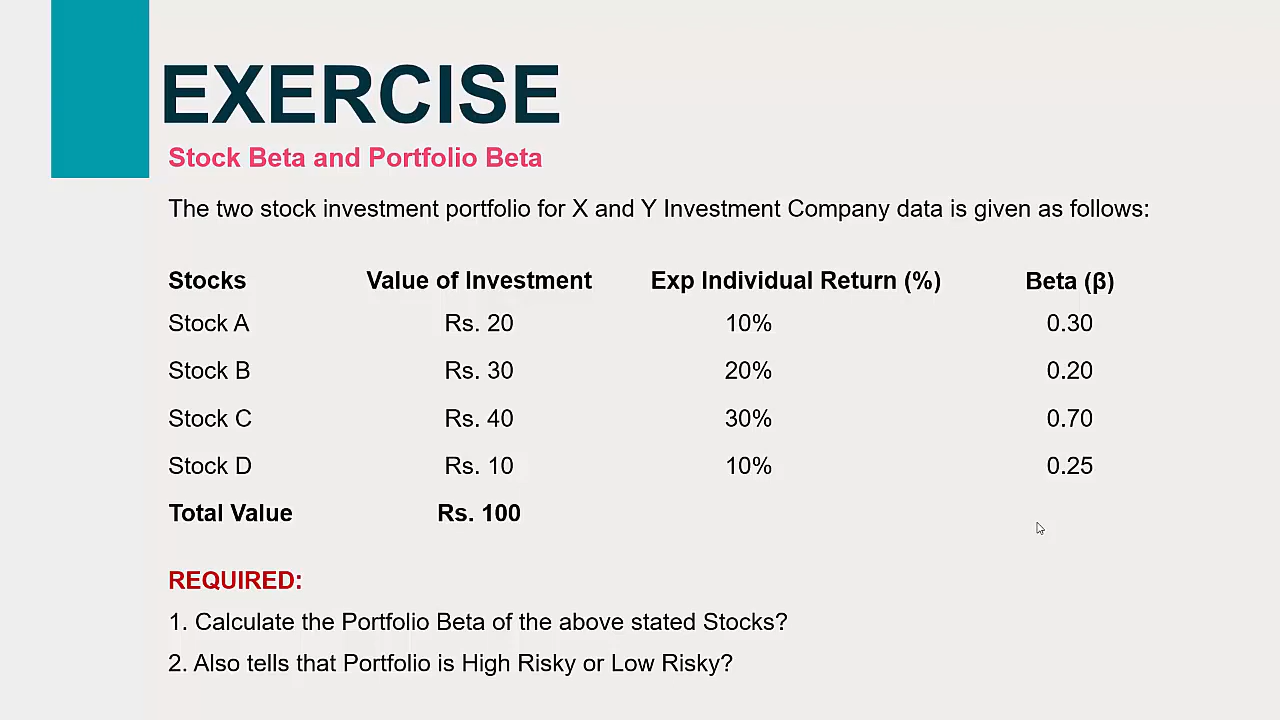 EXERCISE
Stock Beta and Portfolio Beta
The two stock investment portfolio for X and Y Investment Company data is given as follows:
Stocks Value of Investment Exp Individual Return (%) Beta (β)
Stock A Rs. 20 10% 0.30
Stock B Rs. 30 20% 0.20
Stock C Rs. 40 30% 0.70
Stock D Rs. 10 10% 0.25
Total Value Rs. 100
REQUIRED:
1. Calculate the Portfolio Beta of the above stated Stocks?
2. Also tells that Portfolio is High Risky or Low Risky?